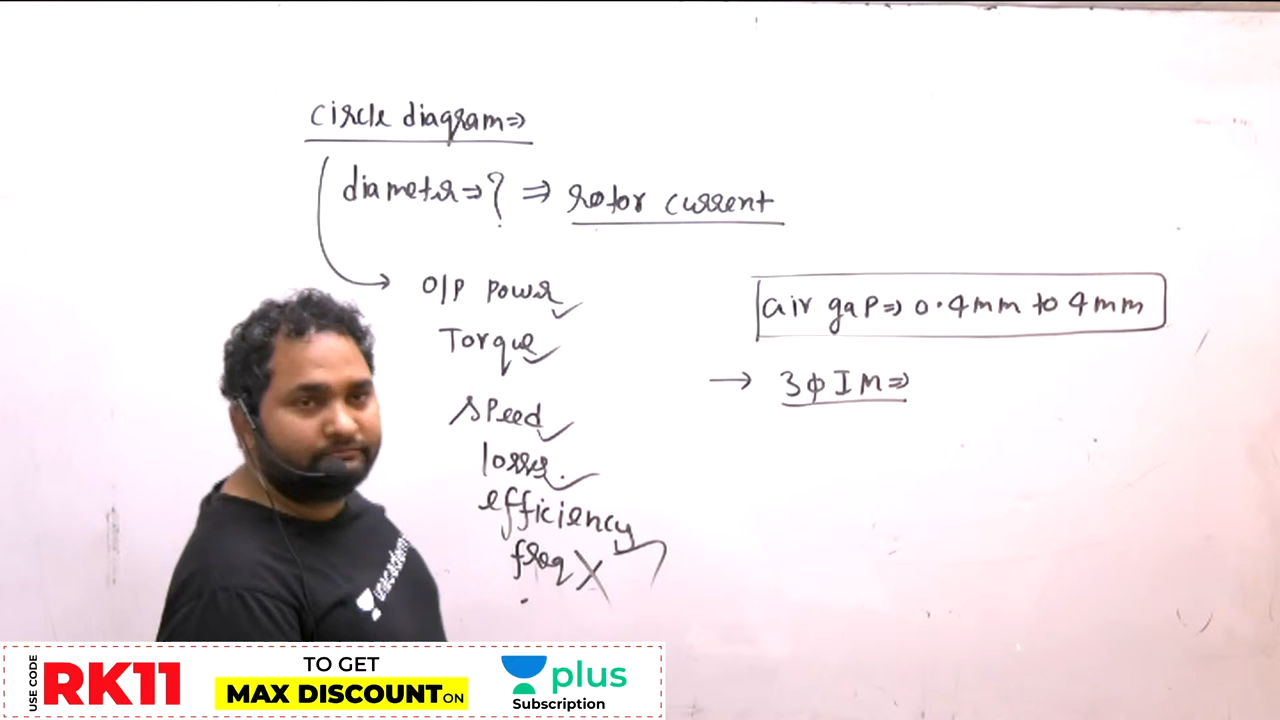 circle diagram⇒
diameter⇒? ⇒ rotor current
O/P power ✓
Torque ✓
speed ✓
losses. ✓
efficiency ✓
freq X
air gap⇒ 0.4mm to 4mm
→ 3ϕ IM⇒
unacademy
USE CODE
RK11
TO GET
MAX DISCOUNT ON
plus
Subscription